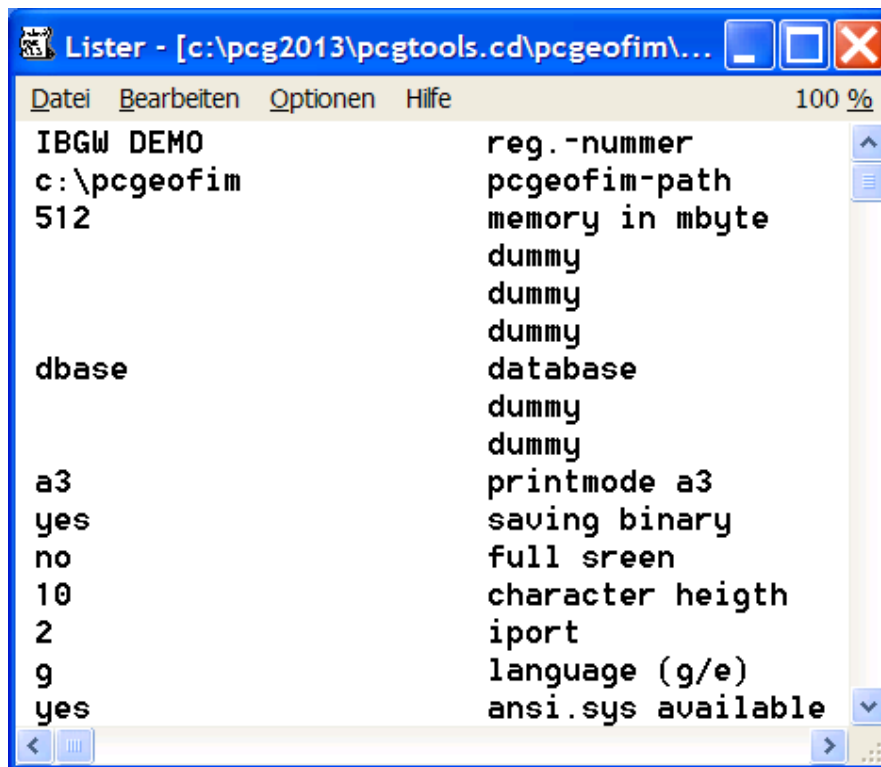 Lister - [c:\pcg2013\pcgtools.cd\pcgeofim\...
Datei Bearbeiten Optionen Hilfe 100 %
IBGW DEMO reg.-nummer
c:\pcgeofim pcgeofim-path
512 memory in mbyte
dummy
dummy
dummy
dbase database
dummy
dummy
a3 printmode a3
yes saving binary
no full sreen
10 character heigth
2 iport
g language (g/e)
yes ansi.sys available